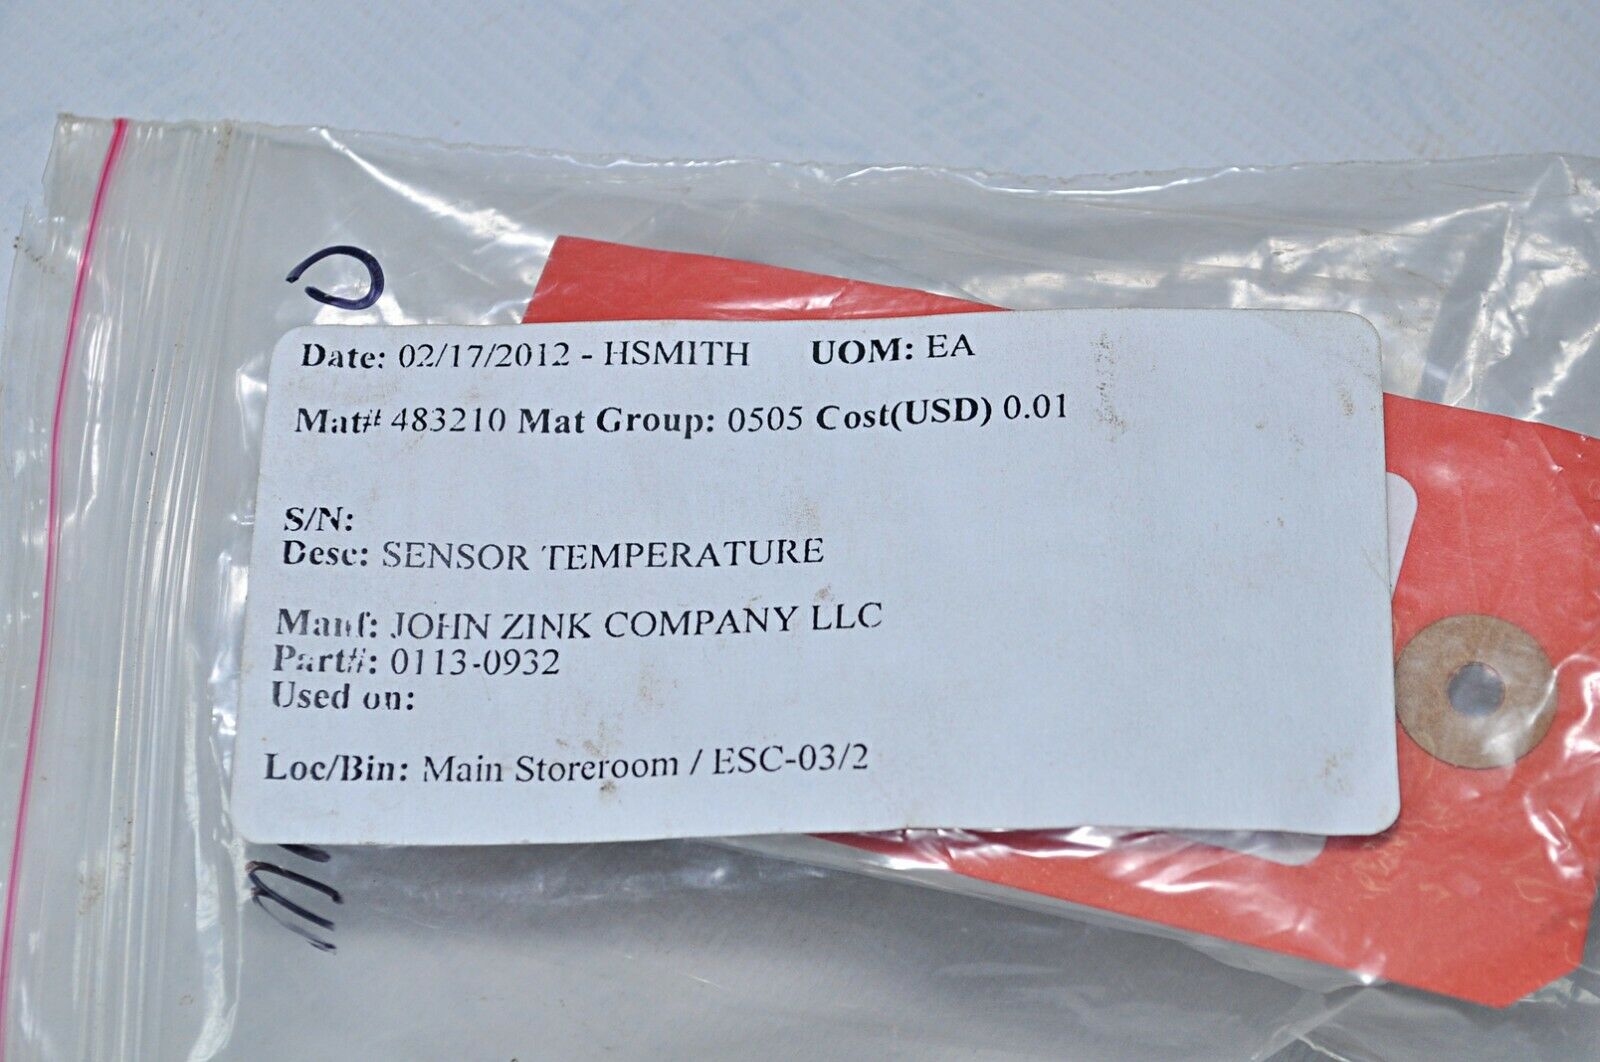 Date: 02/17/2012 - HSMITH UOM: EA
Mat# 483210 Mat Group: 0505 Cost(USD) 0.01
S/N:
Desc: SENSOR TEMPERATURE
Manf: JOHN ZINK COMPANY LLC
Part#: 0113-0932
Used on:
Loc/Bin: Main Storeroom / ESC-03/2